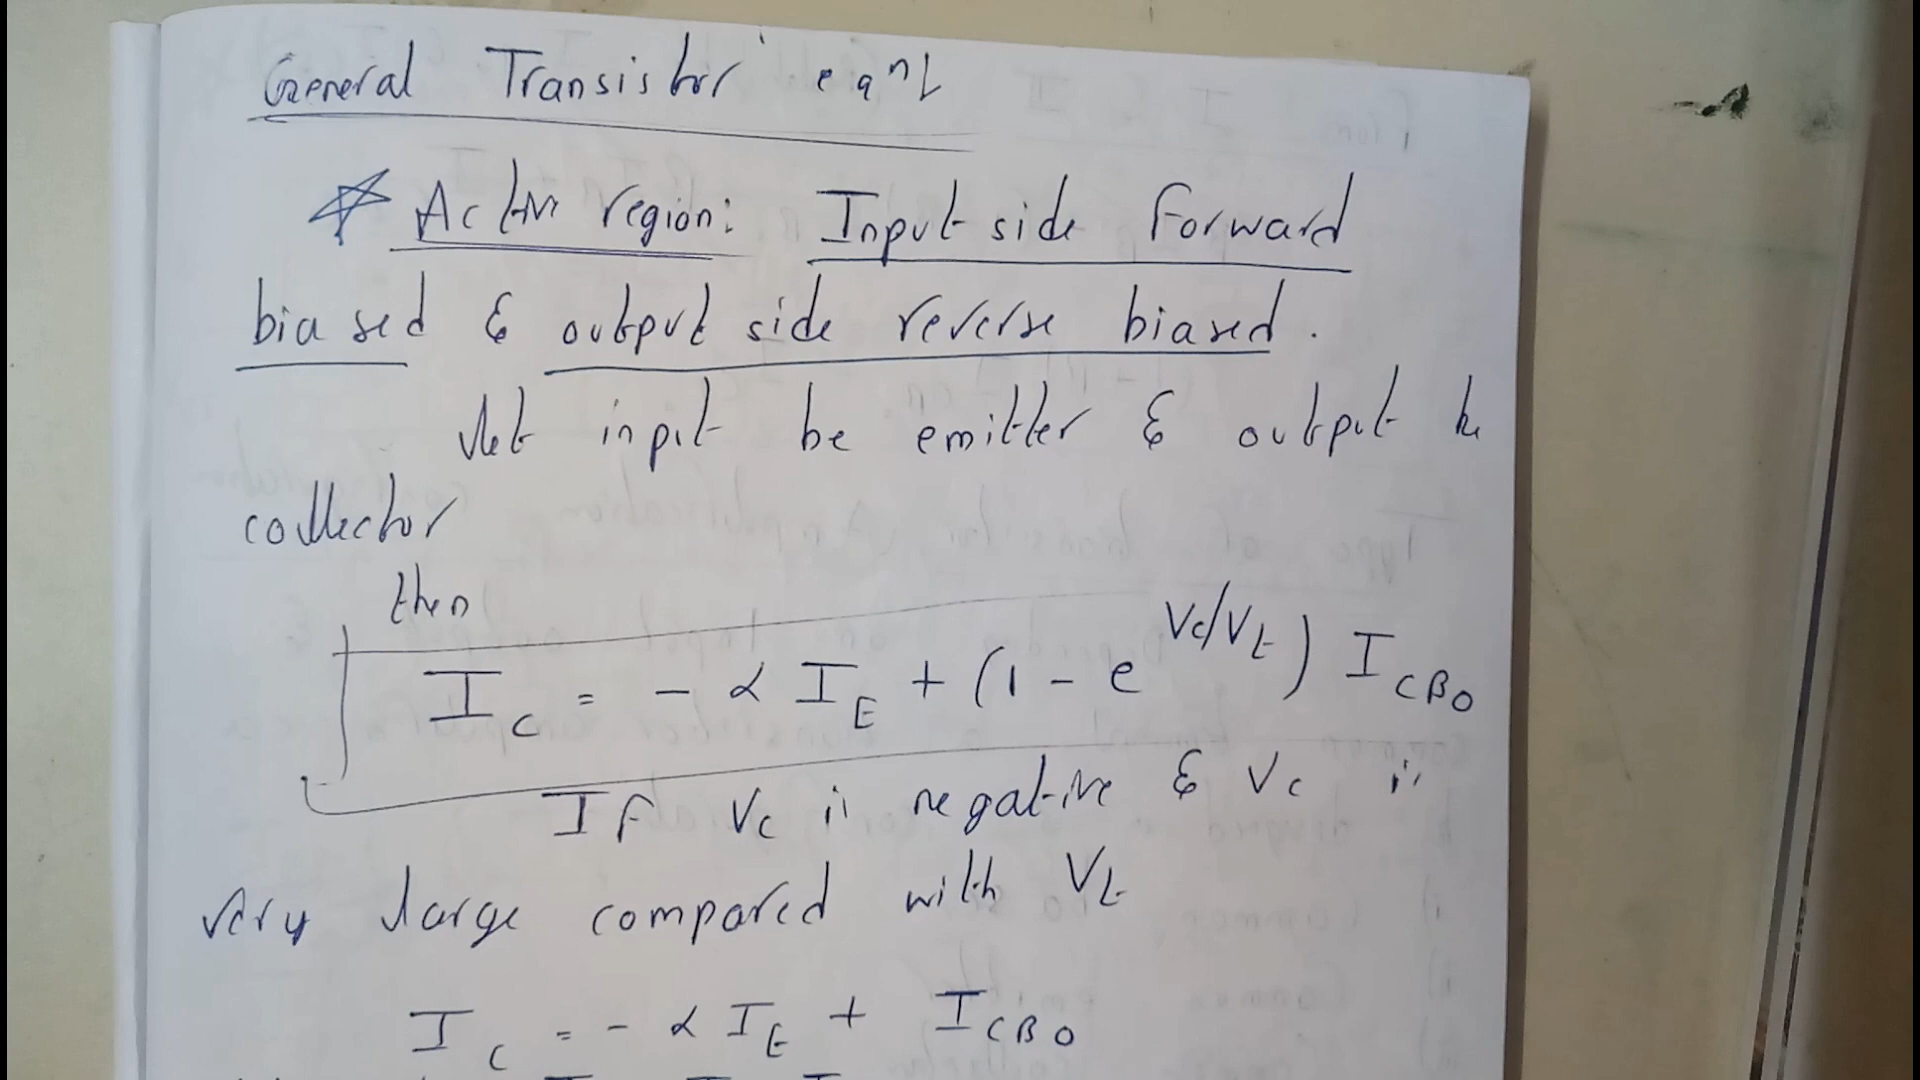 General Transistor eqn
* Active region: Input side forward
biased & output side reverse biased.
Let input be emitter & output be
collector
then
I_C = - α I_E + (1 - e^{Vc/Vt}) I_CBO
If Vc is negative & Vc is
very large compared with Vt
I_C = - α I_E + I_CBO